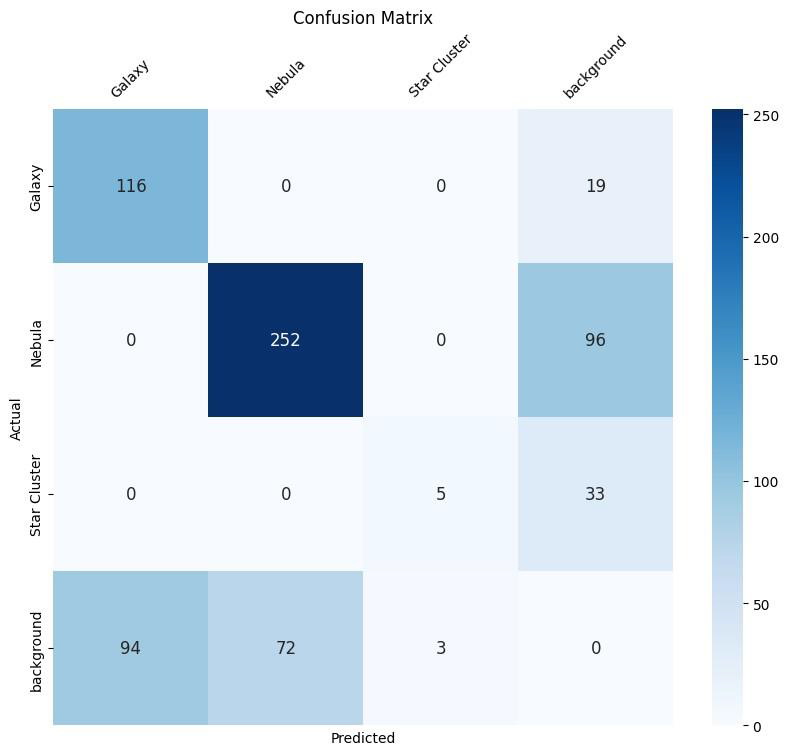 Confusion Matrix
Galaxy
Nebula
Star Cluster
background
Galaxy
116
0
0
19
Nebula
0
252
0
96
Star Cluster
0
0
5
33
background
94
72
3
0
Actual
Predicted
250
200
150
100
50
0